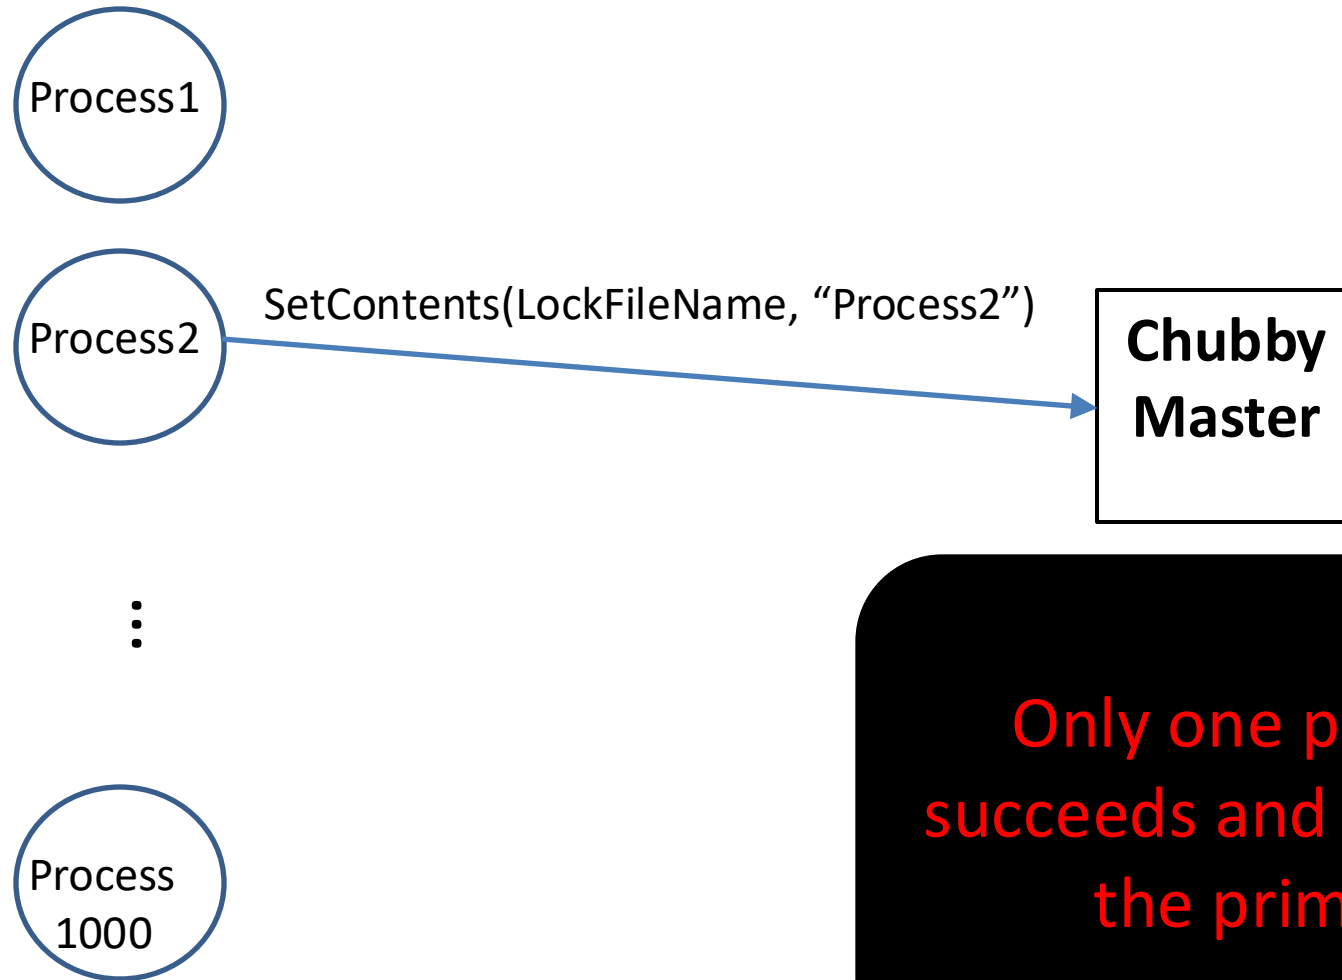 Process1
SetContents(LockFileName, “Process2”)
Process2
Chubby
Master
⋮
Only one p
succeeds and
the prim
Process
1000